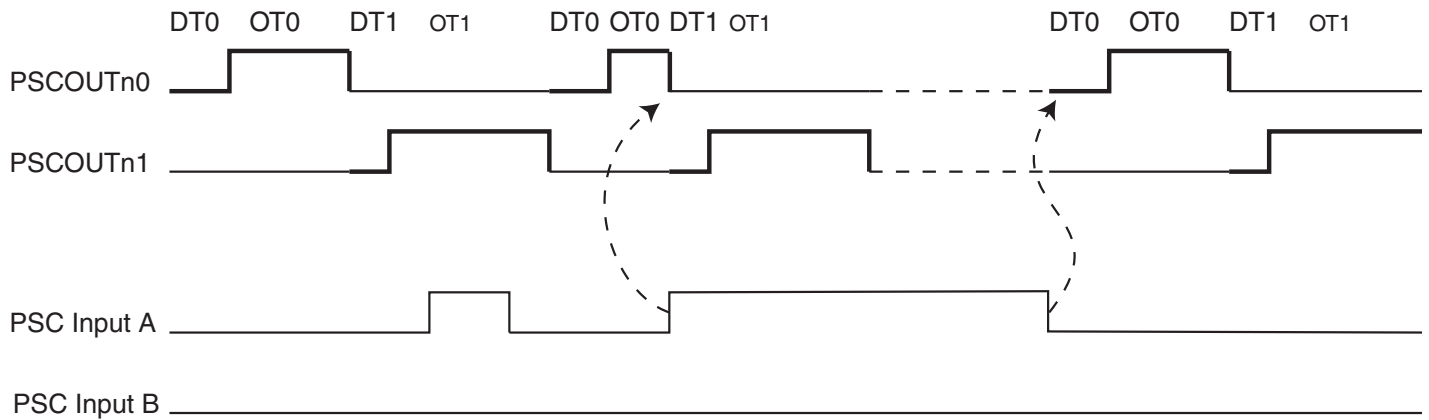 DT0 OT0 DT1 OT1 DT0 OT0 DT1 OT1 DT0 OT0 DT1 OT1
PSCOUTn0
PSCOUTn1
PSC Input A
PSC Input B